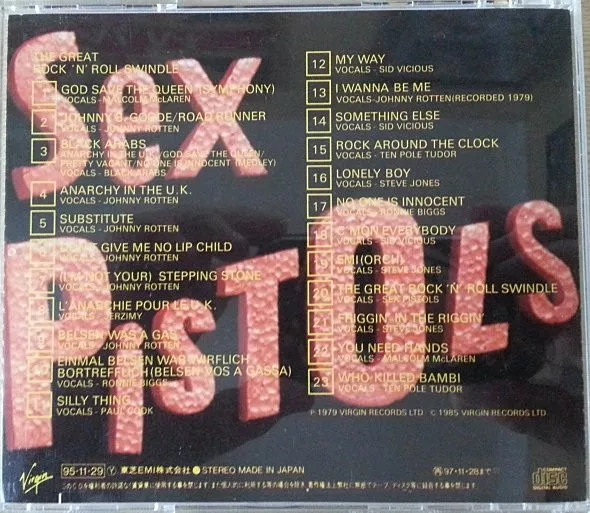 SEX
PISTOLS
THE GREAT
ROCK 'N' ROLL SWINDLE
1 GOD SAVE THE QUEEN (SYMPHONY)
VOCALS - MALCOLM McLAREN
2 JOHNNY B. GOODE/ROAD RUNNER
VOCALS - JOHNNY ROTTEN
3 BLACK ARABS
ANARCHY IN THE U.K./GOD SAVE THE QUEEN/
PRETTY VACANT/NO ONE IS INNOCENT (MEDLEY)
VOCALS - BLACK ARABS
4 ANARCHY IN THE U.K.
VOCALS - JOHNNY ROTTEN
5 SUBSTITUTE
VOCALS - JOHNNY ROTTEN
GIVE ME NO LIP CHILD
VOCALS - JOHNNY ROTTEN
(I'M NOT YOUR) STEPPING STONE
VOCALS - JOHNNY ROTTEN
L'ANARCHIE POUR LE U.K.
VOCALS - JERZIMY
BELSEN WAS A GAS
VOCALS - JOHNNY ROTTEN
EINMAL BELSEN WAR WIRFLICH
BORTREFFLICH (BELSEN VOS A GASSA)
VOCALS - RONNIE BIGGS
SILLY THING
VOCALS - PAUL COOK
12 MY WAY
VOCALS - SID VICIOUS
13 I WANNA BE ME
VOCALS - JOHNNY ROTTEN (RECORDED 1979)
14 SOMETHING ELSE
VOCALS - SID VICIOUS
15 ROCK AROUND THE CLOCK
VOCALS - TEN POLE TUDOR
16 LONELY BOY
VOCALS - STEVE JONES
17 NO ONE IS INNOCENT
VOCALS - RONNIE BIGGS
18 C'MON EVERYBODY
VOCALS - SID VICIOUS
19 EMI (ORCH)
VOCALS - STEVE JONES
20 THE GREAT ROCK 'N' ROLL SWINDLE
VOCALS - SEX PISTOLS
21 FRIGGIN' IN THE RIGGIN'
VOCALS - STEVE JONES
22 YOU NEED HANDS
VOCALS - MALCOLM McLAREN
23 WHO KILLED BAMBI
VOCALS - TEN POLE TUDOR
℗ 1979 VIRGIN RECORDS LTD © 1985 VIRGIN RECORDS LTD
Virgin
95・11・29 Ⓨ 東芝EMI株式会社 ● STEREO MADE IN JAPAN
㋐97・11・28まで
COMPACT
DISC
DIGITAL AUDIO